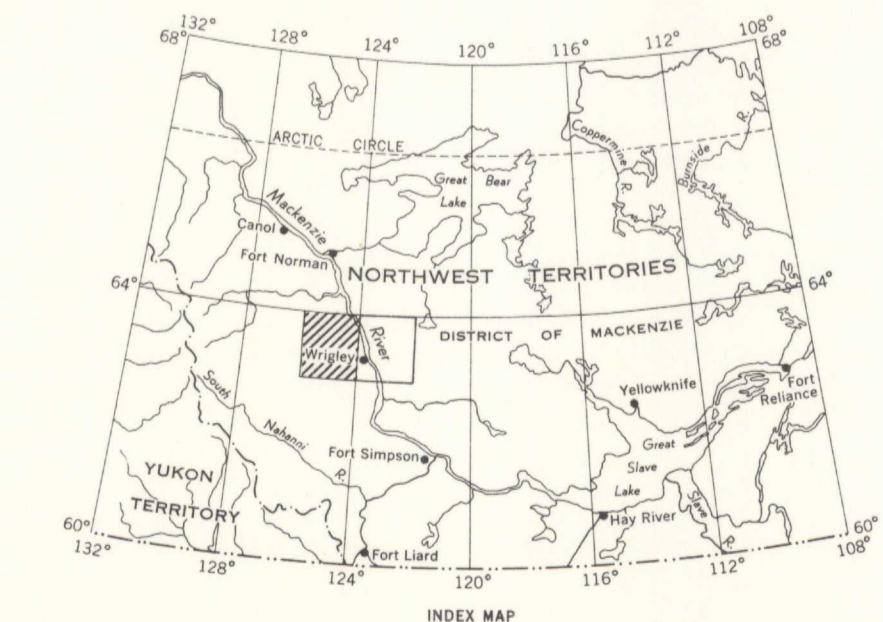 132° 128° 124° 120° 116° 112° 108°
68° 68°
ARCTIC CIRCLE
Coppermine
R.
Burnside
R.
Great Bear
Lake
Mackenzie
Canol
Fort Norman
NORTHWEST TERRITORIES
64° 64°
River
DISTRICT OF MACKENZIE
Wrigley
South
Nahanni
R.
Yellowknife
Fort
Reliance
Great
Slave
Lake
Fort Simpson
Slave
R.
YUKON
TERRITORY
Hay River
Fort Liard
60° 60°
132° 128° 124° 120° 116° 112° 108°
INDEX MAP